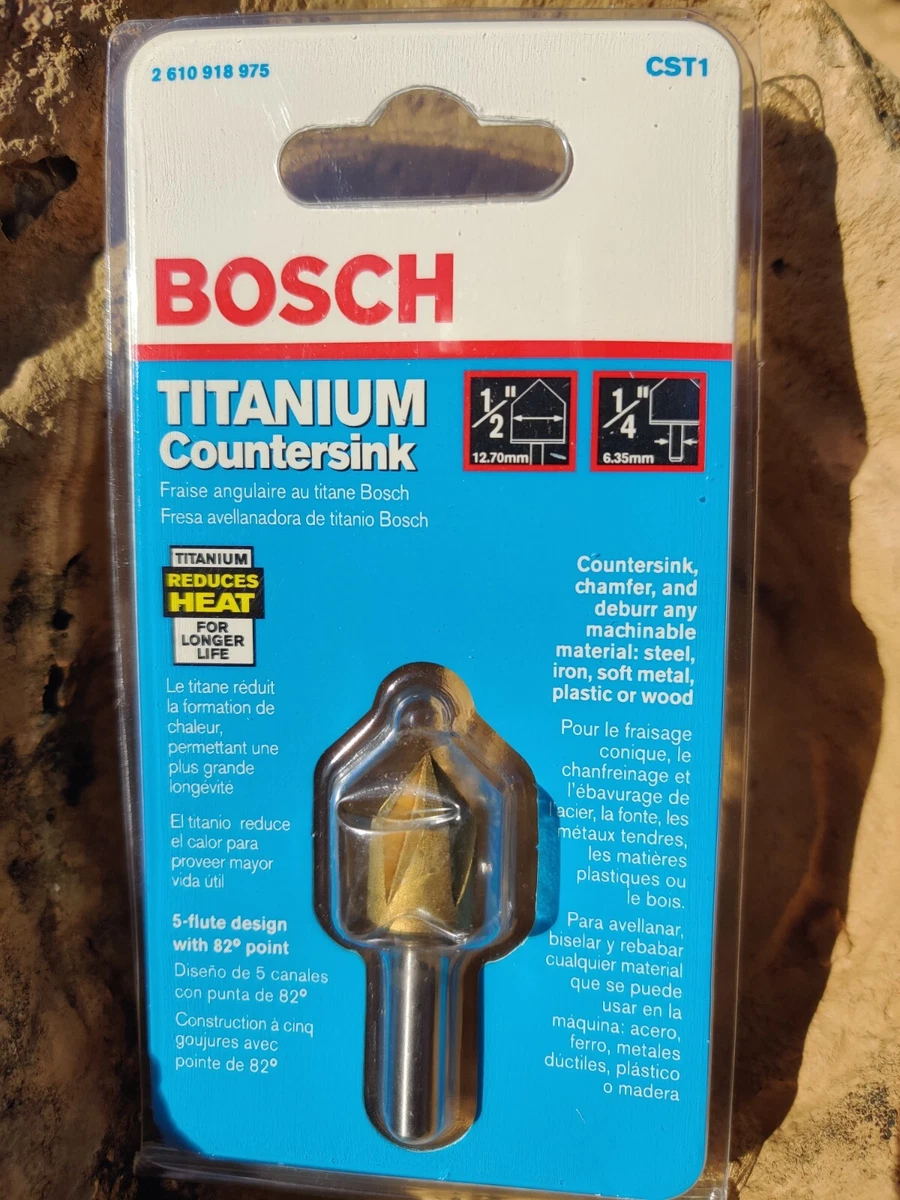 2 610 918 975
CST1
BOSCH
TITANIUM
Countersink
Fraise angulaire au titane Bosch
Fresa avellanadora de titanio Bosch
1/2"
12.70mm
1/4"
6.35mm
TITANIUM
REDUCES
HEAT
FOR
LONGER
LIFE
Le titane réduit
la formation de
chaleur,
permettant une
plus grande
longévité
El titanio reduce
el calor para
proveer mayor
vida útil
5-flute design
with 82° point
Diseño de 5 canales
con punta de 82°
Construction à cinq
goujures avec
pointe de 82°
Countersink,
chamfer, and
deburr any
machinable
material: steel,
iron, soft metal,
plastic or wood
Pour le fraisage
conique, le
chanfreinage et
l'ébavurage de
l'acier, la fonte, les
métaux tendres,
les matières
plastiques ou
le bois.
Para avellanar,
biselar y rebabar
cualquier material
que se puede
usar en la
máquina: acero,
ferro, metales
dúctiles, plástico
o madera